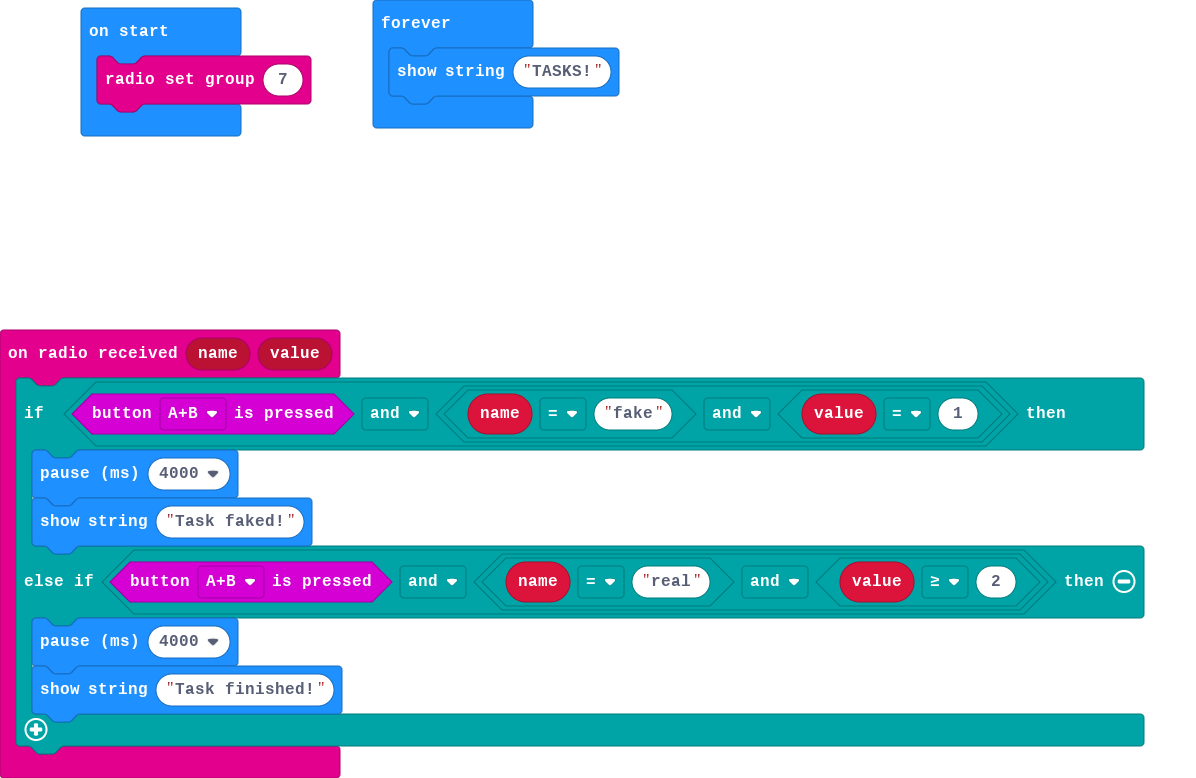 on start
radio set group 7
forever
show string "TASKS!"
on radio received name value
if button A+B is pressed and name = "fake" and value = 1 then
pause (ms) 4000
show string "Task faked!"
else if button A+B is pressed and name = "real" and value ≥ 2 then
pause (ms) 4000
show string "Task finished!"